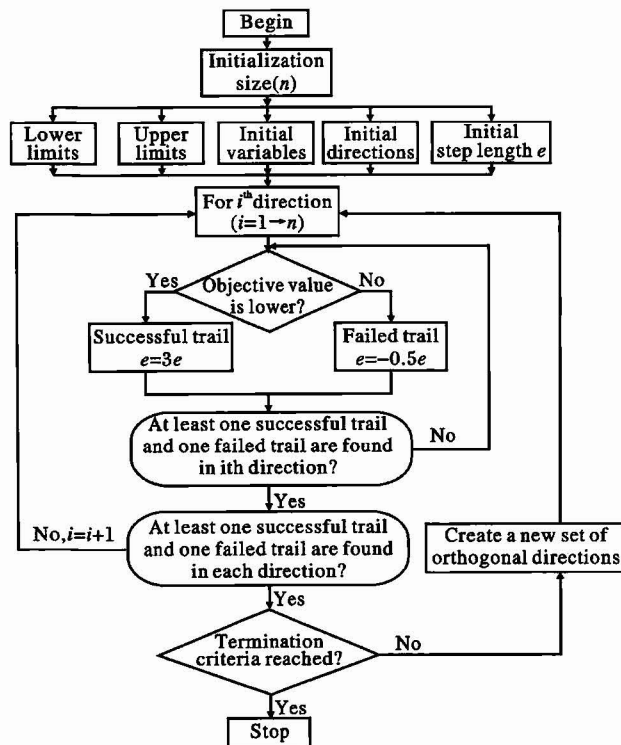 Begin
Initialization
size(n)
Lower
limits
Upper
limits
Initial
variables
Initial
directions
Initial
step length e
For iᵗʰ direction
(i=1→n)
Yes
Objective value
is lower?
No
Successful trail
e=3e
Failed trail
e=-0.5e
At least one successful trail
and one failed trail are found
in ith direction?
No
Yes
No,i=i+1
At least one successful trail
and one failed trail are found
in each direction?
Create a new set of
orthogonal directions
Yes
Termination
criteria reached?
No
Yes
Stop